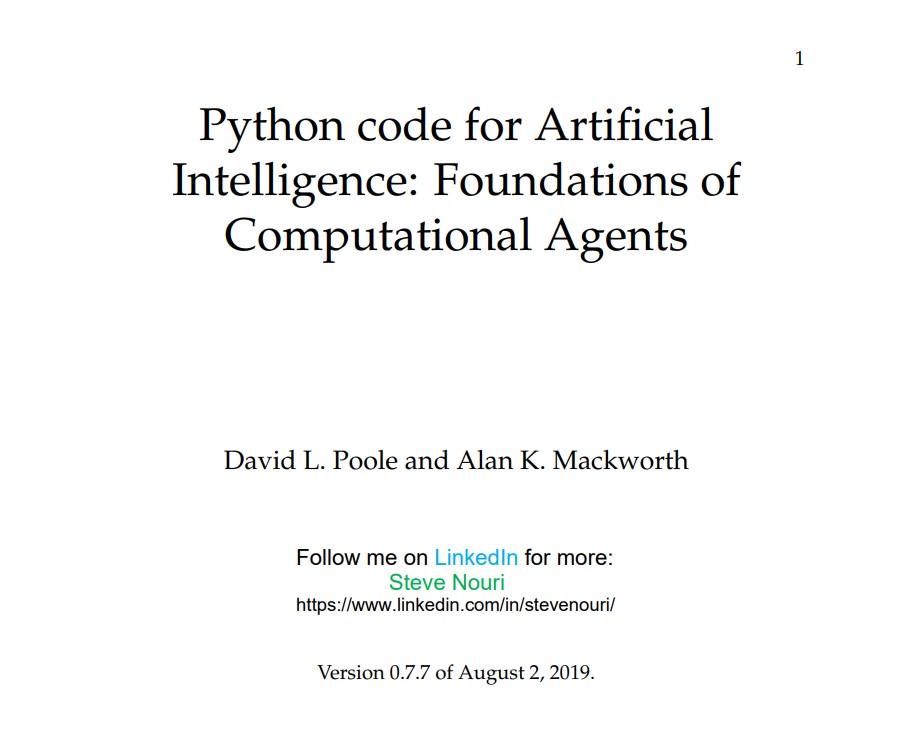 1
Python code for Artificial
Intelligence: Foundations of
Computational Agents
David L. Poole and Alan K. Mackworth
Follow me on LinkedIn for more:
Steve Nouri
https://www.linkedin.com/in/stevenouri/
Version 0.7.7 of August 2, 2019.